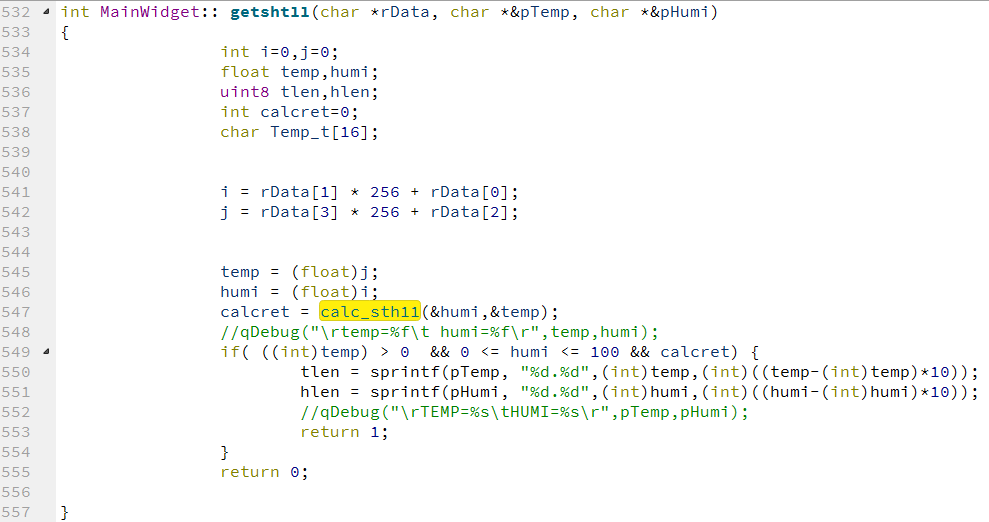 532 int MainWidget:: getsht11(char *rData, char *&pTemp, char *&pHumi)
533 {
534 int i=0,j=0;
535 float temp,humi;
536 uint8 tlen,hlen;
537 int calcret=0;
538 char Temp_t[16];
539
540
541 i = rData[1] * 256 + rData[0];
542 j = rData[3] * 256 + rData[2];
543
544
545 temp = (float)j;
546 humi = (float)i;
547 calcret = calc_sth11(&humi,&temp);
548 //qDebug("\rtemp=%f\t humi=%f\r",temp,humi);
549 if( ((int)temp) > 0  && 0 <= humi <= 100 && calcret) {
550 tlen = sprintf(pTemp, "%d.%d",(int)temp,(int)((temp-(int)temp)*10));
551 hlen = sprintf(pHumi, "%d.%d",(int)humi,(int)((humi-(int)humi)*10));
552 //qDebug("\rTEMP=%s\tHUMI=%s\r",pTemp,pHumi);
553 return 1;
554 }
555 return 0;
556
557 }